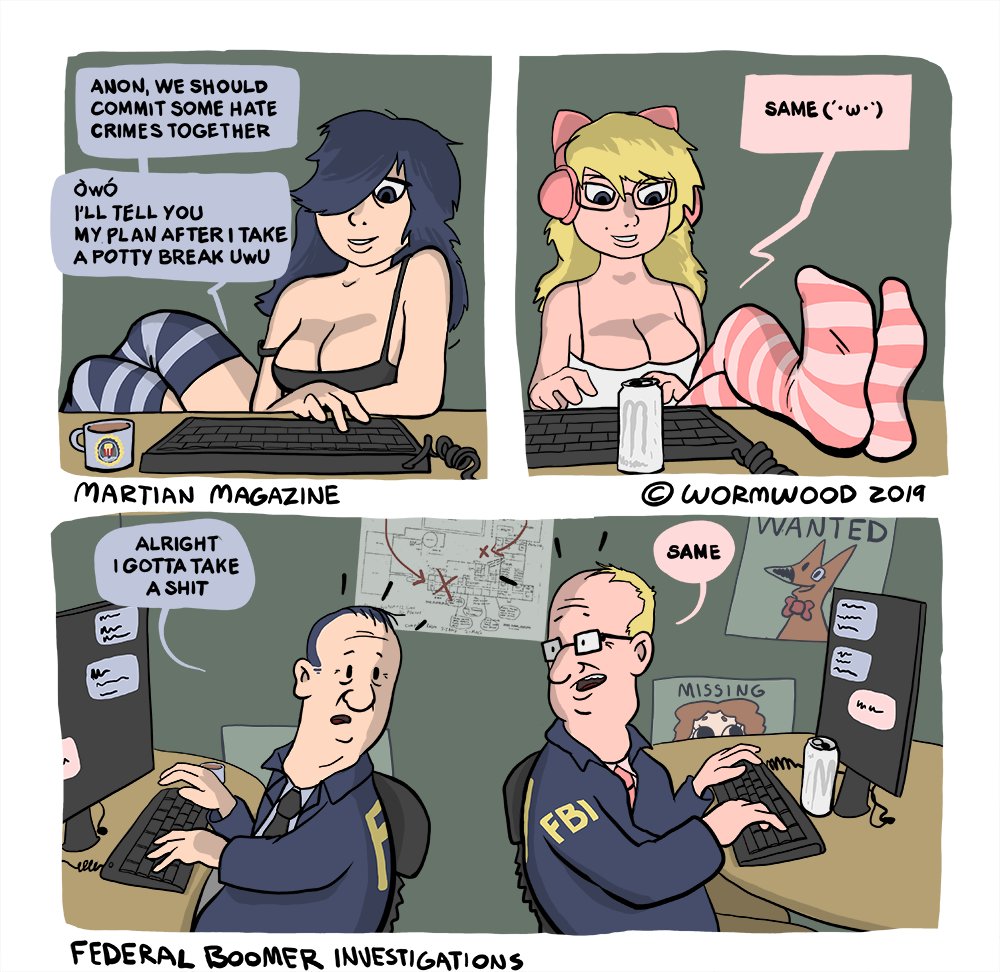 ANON, WE SHOULD
COMMIT SOME HATE
CRIMES TOGETHER
ÒwÓ
I'LL TELL YOU
MY PLAN AFTER I TAKE
A POTTY BREAK UwU
SAME (´・ω・`)
MARTIAN MAGAZINE
© WORMWOOD 2019
ALRIGHT
I GOTTA TAKE
A SHIT
SAME
WANTED
MISSING
F
FBI
FEDERAL BOOMER INVESTIGATIONS